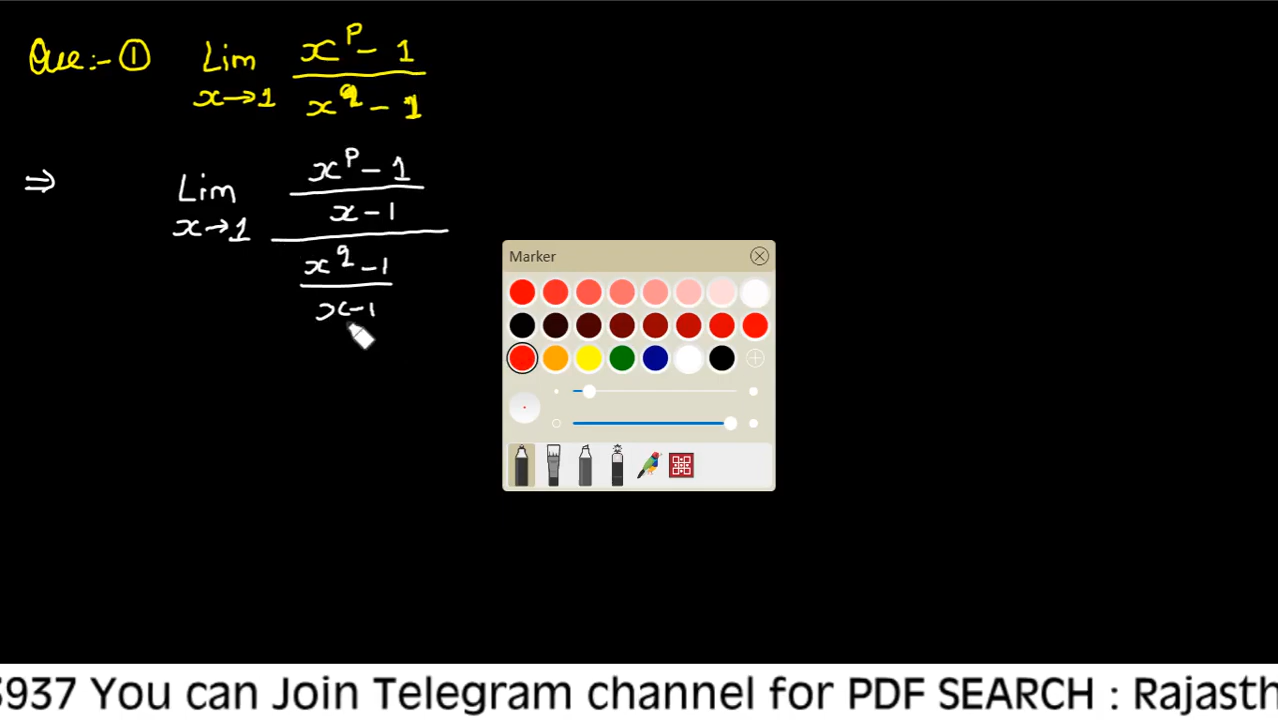 Que :- ① Lim x^p - 1
x→1 x^q - 1
⇒ Lim x^p - 1
x - 1
x→1
x^q - 1
x - 1
Marker
3937 You can Join Telegram channel for PDF SEARCH : Rajasth